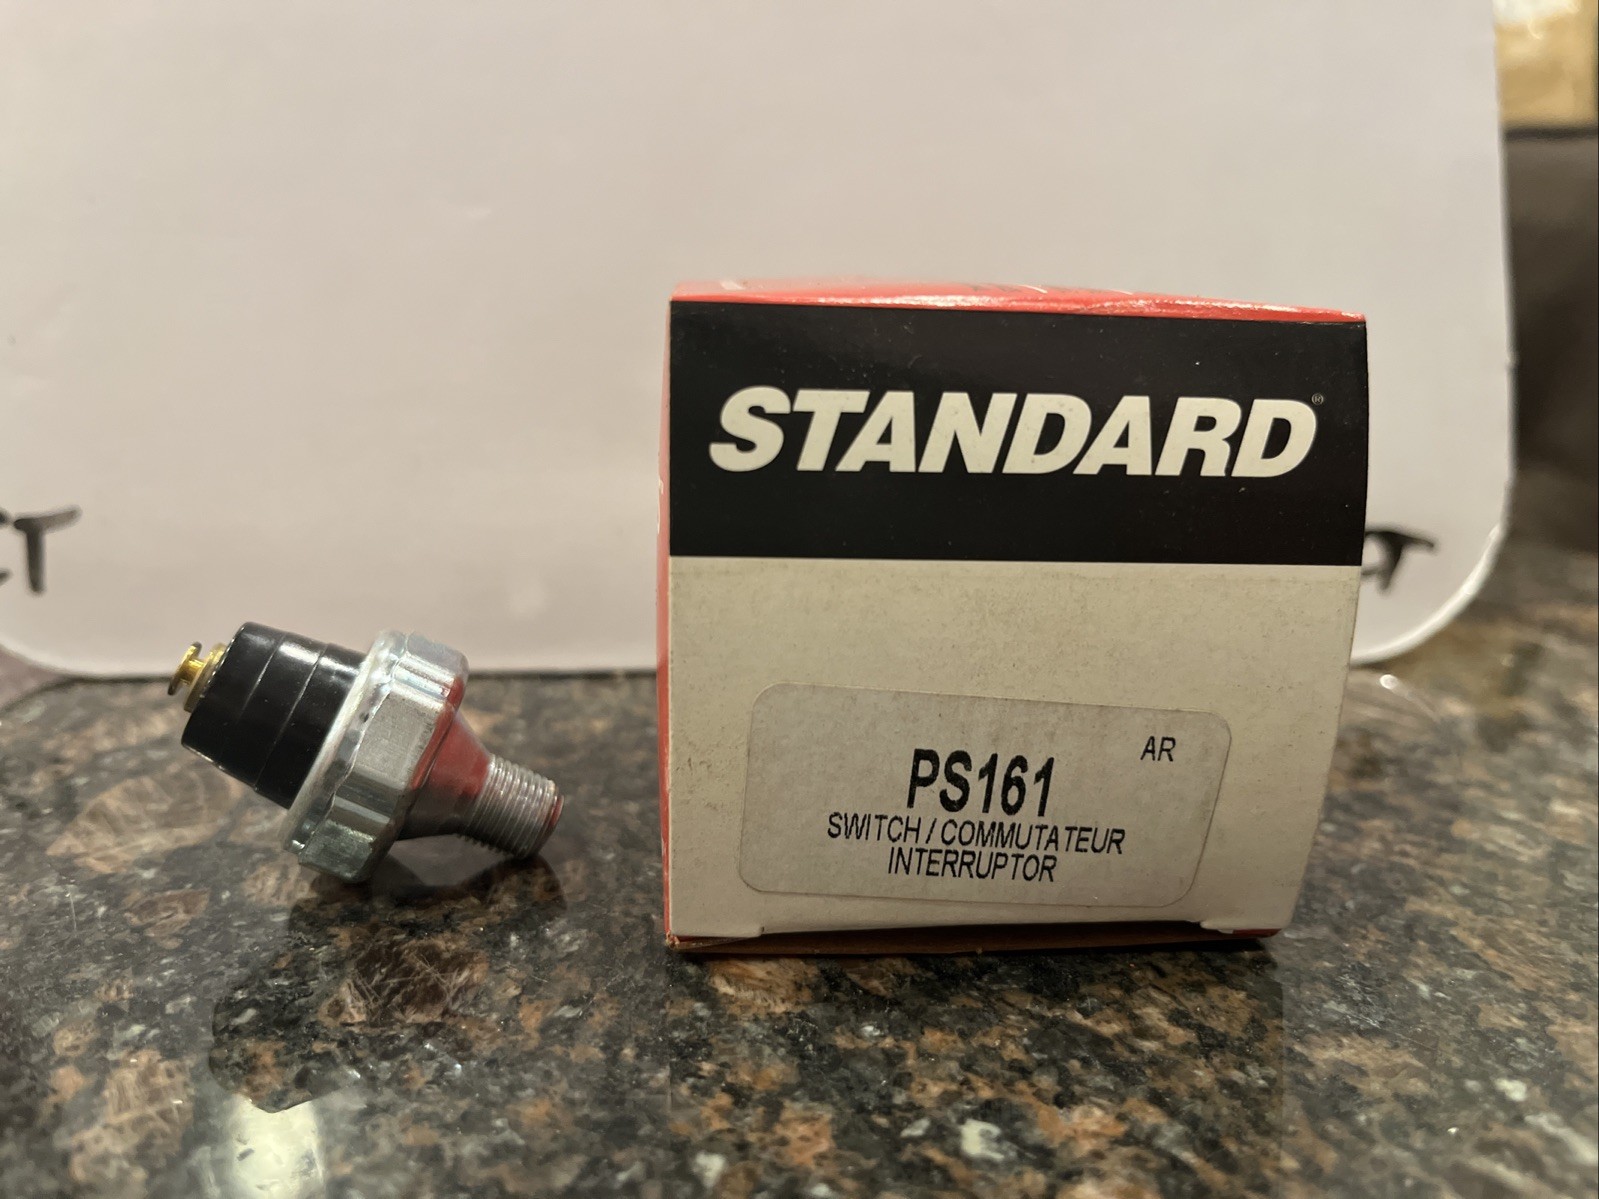 STANDARD®
AR
PS161
SWITCH / COMMUTATEUR
INTERRUPTOR